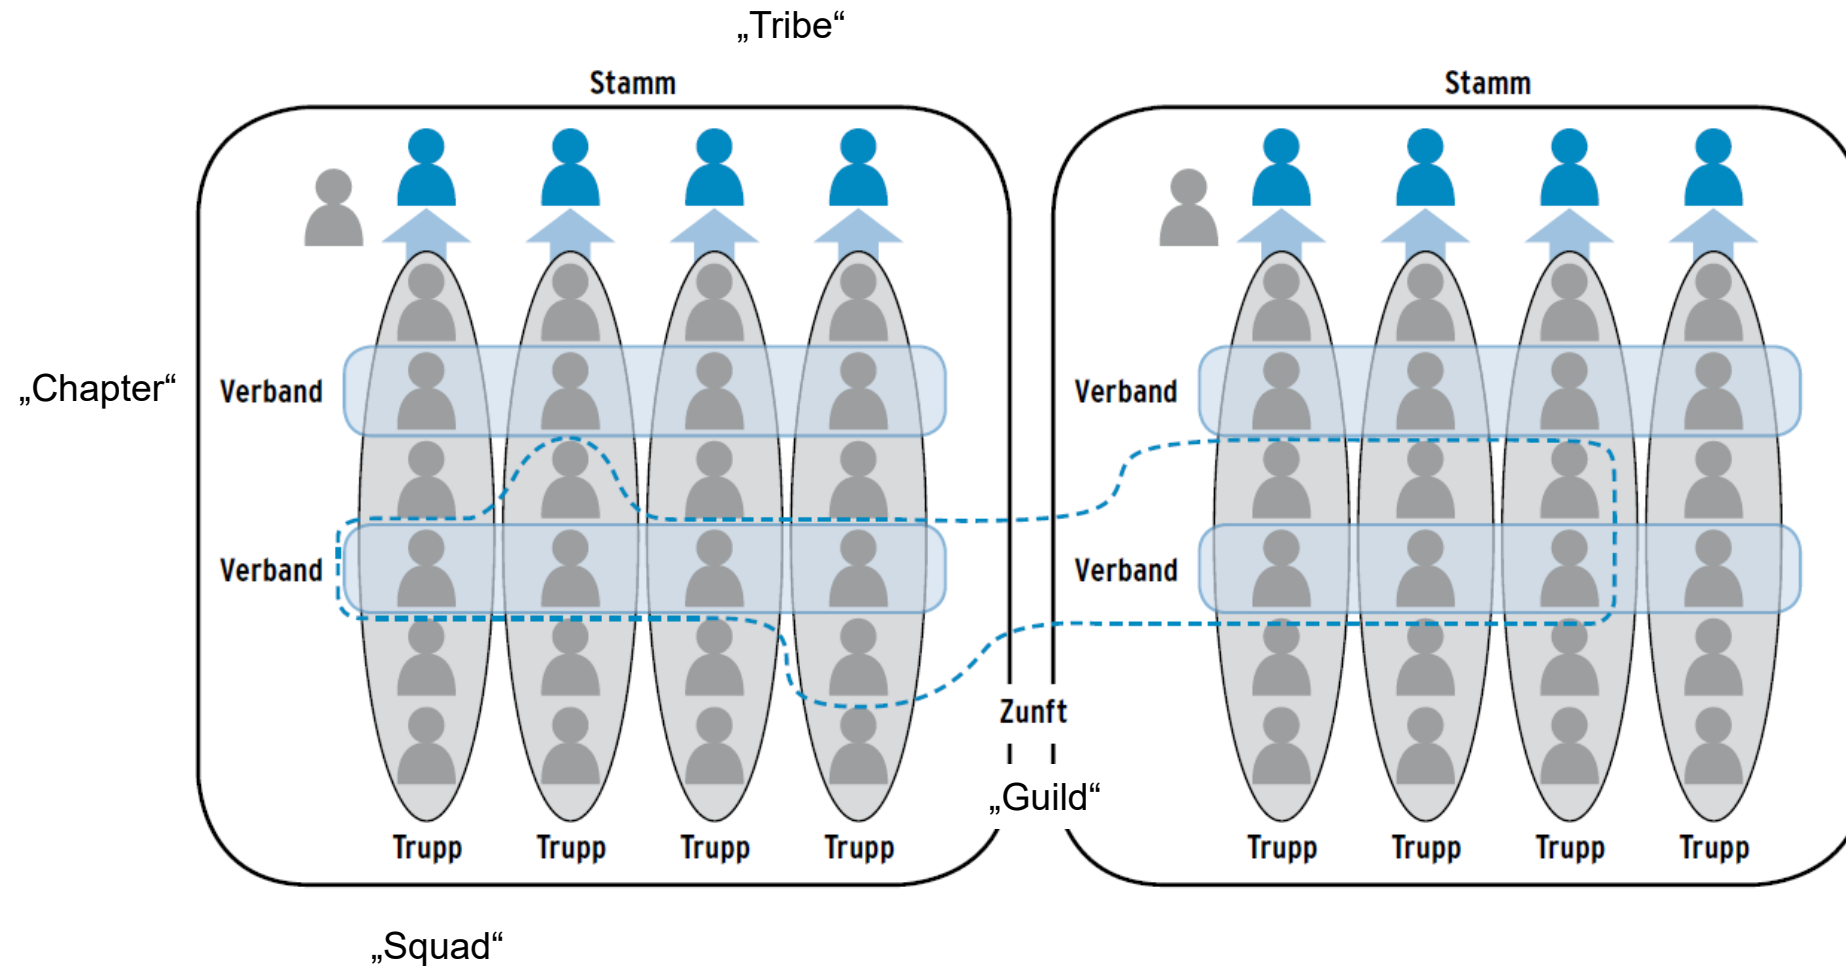 „Tribe“
Stamm
Stamm
„Chapter“
Verband
Verband
Verband
Verband
Zunft
„Guild“
Trupp
Trupp
Trupp
Trupp
Trupp
Trupp
Trupp
Trupp
„Squad“